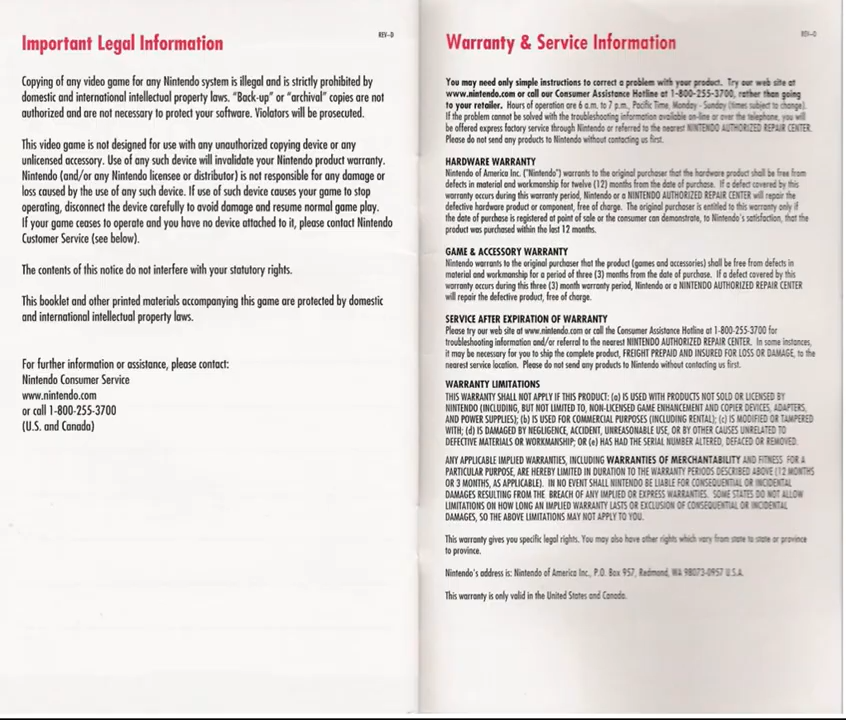 REV–D
Important Legal Information
Copying of any video game for any Nintendo system is illegal and is strictly prohibited by
domestic and international intellectual property laws. "Back-up" or "archival" copies are not
authorized and are not necessary to protect your software. Violators will be prosecuted.
This video game is not designed for use with any unauthorized copying device or any
unlicensed accessory. Use of any such device will invalidate your Nintendo product warranty.
Nintendo (and/or any Nintendo licensee or distributor) is not responsible for any damage or
loss caused by the use of any such device. If use of such device causes your game to stop
operating, disconnect the device carefully to avoid damage and resume normal game play.
If your game ceases to operate and you have no device attached to it, please contact Nintendo
Customer Service (see below).
The contents of this notice do not interfere with your statutory rights.
This booklet and other printed materials accompanying this game are protected by domestic
and international intellectual property laws.
For further information or assistance, please contact:
Nintendo Consumer Service
www.nintendo.com
or call 1-800-255-3700
(U.S. and Canada)
REV–D
Warranty & Service Information
You may need only simple instructions to correct a problem with your product. Try our web site at
www.nintendo.com or call our Consumer Assistance Hotline at 1-800-255-3700, rather than going
to your retailer. Hours of operation are 6 a.m. to 7 p.m., Pacific Time, Monday - Sunday (times subject to change).
If the problem cannot be solved with the troubleshooting information available on-line or over the telephone, you will
be offered express factory service through Nintendo or referred to the nearest NINTENDO AUTHORIZED REPAIR CENTER.
Please do not send any products to Nintendo without contacting us first.
HARDWARE WARRANTY
Nintendo of America Inc. ("Nintendo") warrants to the original purchaser that the hardware product shall be free from
defects in material and workmanship for twelve (12) months from the date of purchase. If a defect covered by this
warranty occurs during this warranty period, Nintendo or a NINTENDO AUTHORIZED REPAIR CENTER will repair the
defective hardware product or component, free of charge. The original purchaser is entitled to this warranty only if
the date of purchase is registered at point of sale or the consumer can demonstrate, to Nintendo's satisfaction, that the
product was purchased within the last 12 months.
GAME & ACCESSORY WARRANTY
Nintendo warrants to the original purchaser that the product (games and accessories) shall be free from defects in
material and workmanship for a period of three (3) months from the date of purchase. If a defect covered by this
warranty occurs during this three (3) month warranty period, Nintendo or a NINTENDO AUTHORIZED REPAIR CENTER
will repair the defective product, free of charge.
SERVICE AFTER EXPIRATION OF WARRANTY
Please try our web site at www.nintendo.com or call the Consumer Assistance Hotline at 1-800-255-3700 for
troubleshooting information and/or referral to the nearest NINTENDO AUTHORIZED REPAIR CENTER. In some instances,
it may be necessary for you to ship the complete product, FREIGHT PREPAID AND INSURED FOR LOSS OR DAMAGE, to the
nearest service location. Please do not send any products to Nintendo without contacting us first.
WARRANTY LIMITATIONS
THIS WARRANTY SHALL NOT APPLY IF THIS PRODUCT: (a) IS USED WITH PRODUCTS NOT SOLD OR LICENSED BY
NINTENDO (INCLUDING, BUT NOT LIMITED TO, NON-LICENSED GAME ENHANCEMENT AND COPIER DEVICES, ADAPTERS,
AND POWER SUPPLIES); (b) IS USED FOR COMMERCIAL PURPOSES (INCLUDING RENTAL); (c) IS MODIFIED OR TAMPERED
WITH; (d) IS DAMAGED BY NEGLIGENCE, ACCIDENT, UNREASONABLE USE, OR BY OTHER CAUSES UNRELATED TO
DEFECTIVE MATERIALS OR WORKMANSHIP; OR (e) HAS HAD THE SERIAL NUMBER ALTERED, DEFACED OR REMOVED.
ANY APPLICABLE IMPLIED WARRANTIES, INCLUDING WARRANTIES OF MERCHANTABILITY AND FITNESS FOR A
PARTICULAR PURPOSE, ARE HEREBY LIMITED IN DURATION TO THE WARRANTY PERIODS DESCRIBED ABOVE (12 MONTHS
OR 3 MONTHS, AS APPLICABLE). IN NO EVENT SHALL NINTENDO BE LIABLE FOR CONSEQUENTIAL OR INCIDENTAL
DAMAGES RESULTING FROM THE BREACH OF ANY IMPLIED OR EXPRESS WARRANTIES. SOME STATES DO NOT ALLOW
LIMITATIONS ON HOW LONG AN IMPLIED WARRANTY LASTS OR EXCLUSION OF CONSEQUENTIAL OR INCIDENTAL
DAMAGES, SO THE ABOVE LIMITATIONS MAY NOT APPLY TO YOU.
This warranty gives you specific legal rights. You may also have other rights which vary from state to state or province
to province.
Nintendo's address is: Nintendo of America Inc., P.O. Box 957, Redmond, WA 98073-0957 U.S.A.
This warranty is only valid in the United States and Canada.